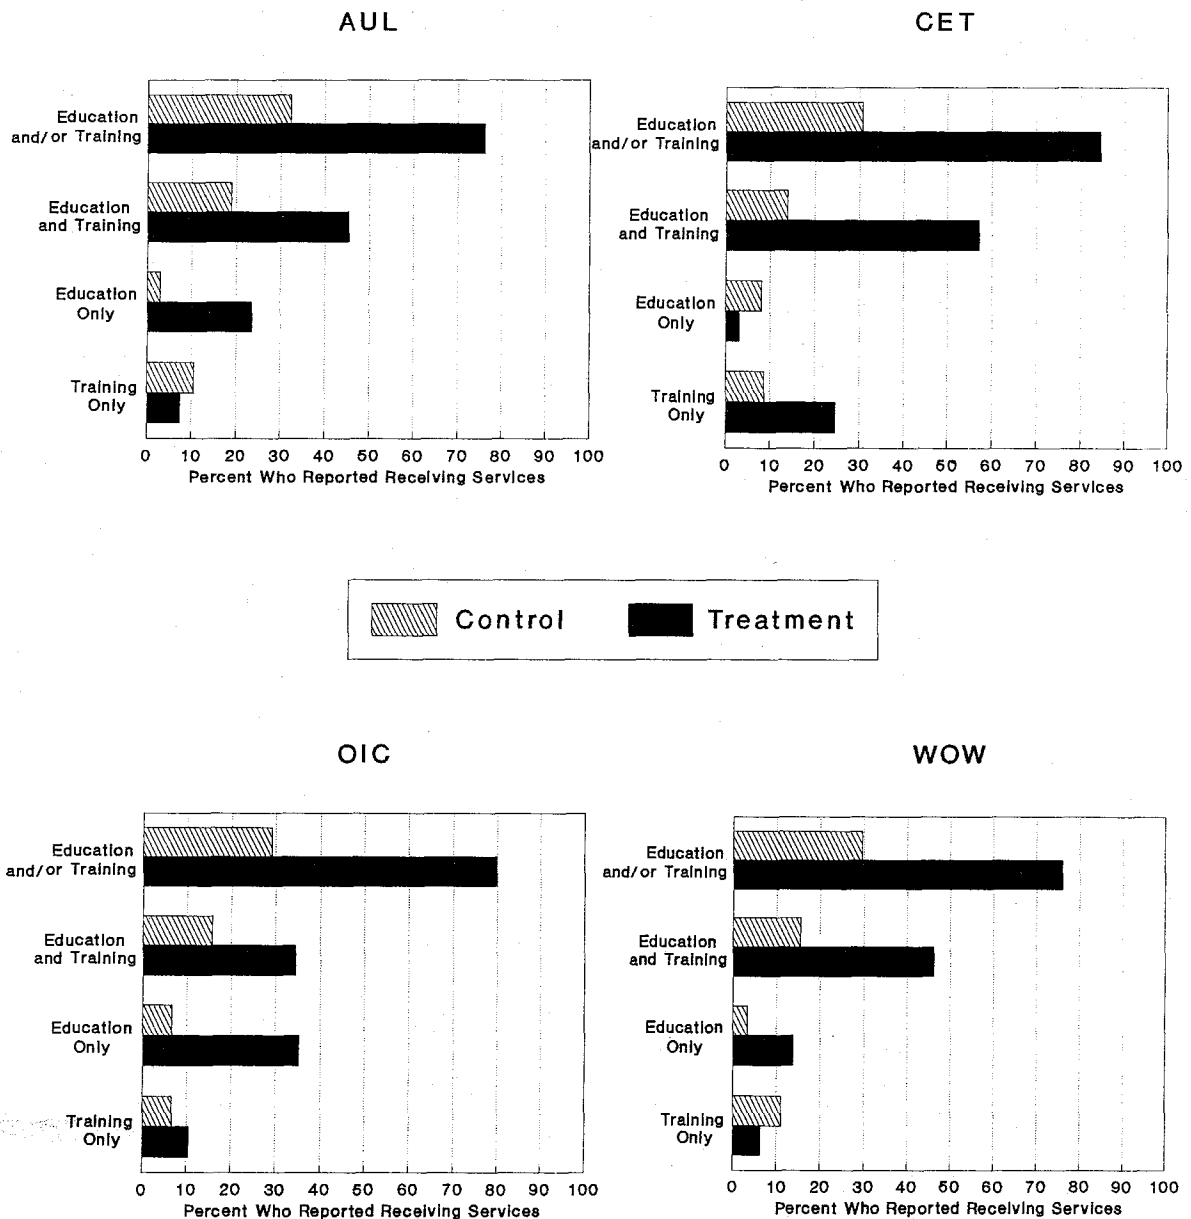 AUL
Education
and/or Training
Education
and Training
Education
Only
Training
Only
0 10 20 30 40 50 60 70 80 90 100
Percent Who Reported Receiving Services
CET
Education
and/or Training
Education
and Training
Education
Only
Training
Only
0 10 20 30 40 50 60 70 80 90 100
Percent Who Reported Receiving Services
Control
Treatment
OIC
Education
and/or Training
Education
and Training
Education
Only
Training
Only
0 10 20 30 40 50 60 70 80 90 100
Percent Who Reported Receiving Services
WOW
Education
and/or Training
Education
and Training
Education
Only
Training
Only
0 10 20 30 40 50 60 70 80 90 100
Percent Who Reported Receiving Services